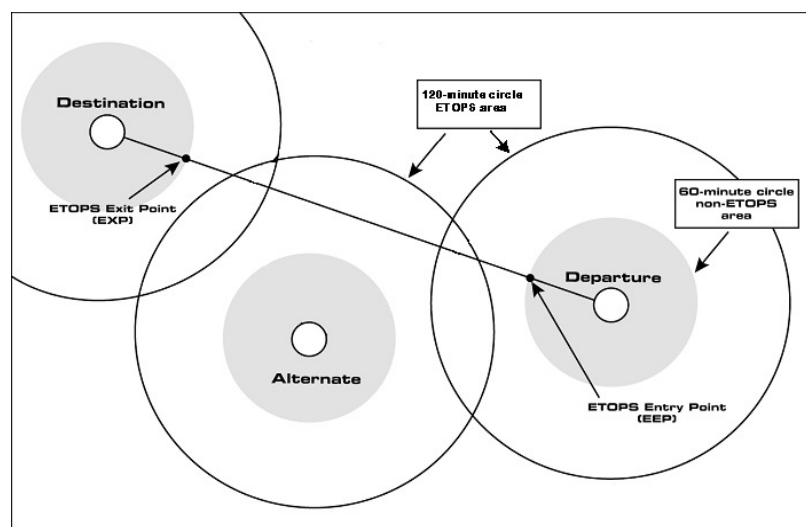 120-minute circle
ETOPS area
Destination
60-minute circle
non-ETOPS
area
ETOPS Exit Point
(EXP)
Departure
Alternate
ETOPS Entry Point
(EEP)